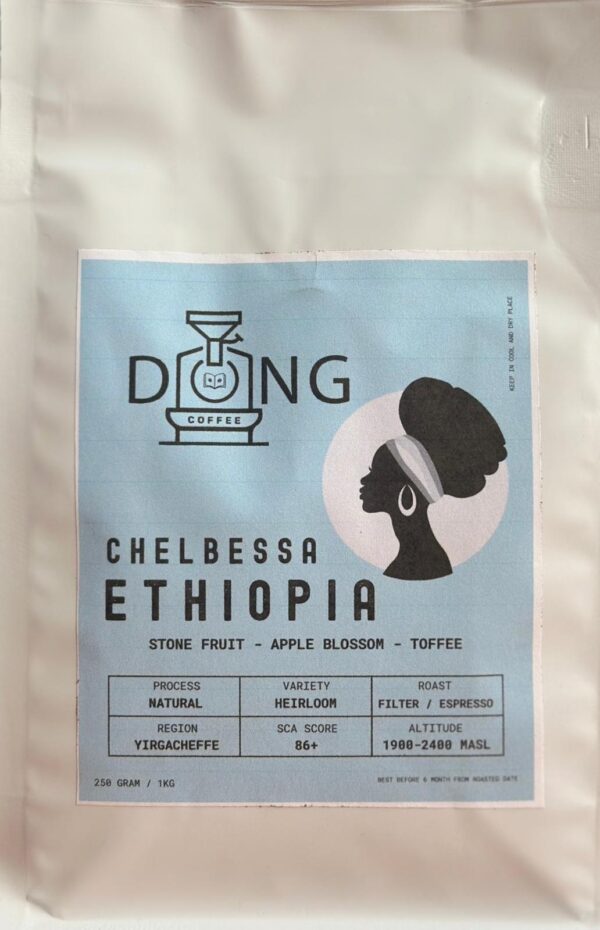 DONG
COFFEE
KEEP IN COOL AND DRY PLACE
CHELBESSA
ETHIOPIA
STONE FRUIT - APPLE BLOSSOM - TOFFEE
PROCESS VARIETY ROAST
NATURAL HEIRLOOM FILTER / ESPRESSO
REGION SCA SCORE ALTITUDE
YIRGACHEFFE 86+ 1900-2400 MASL
250 GRAM / 1KG
BEST BEFORE 6 MONTH FROM ROASTED DATE